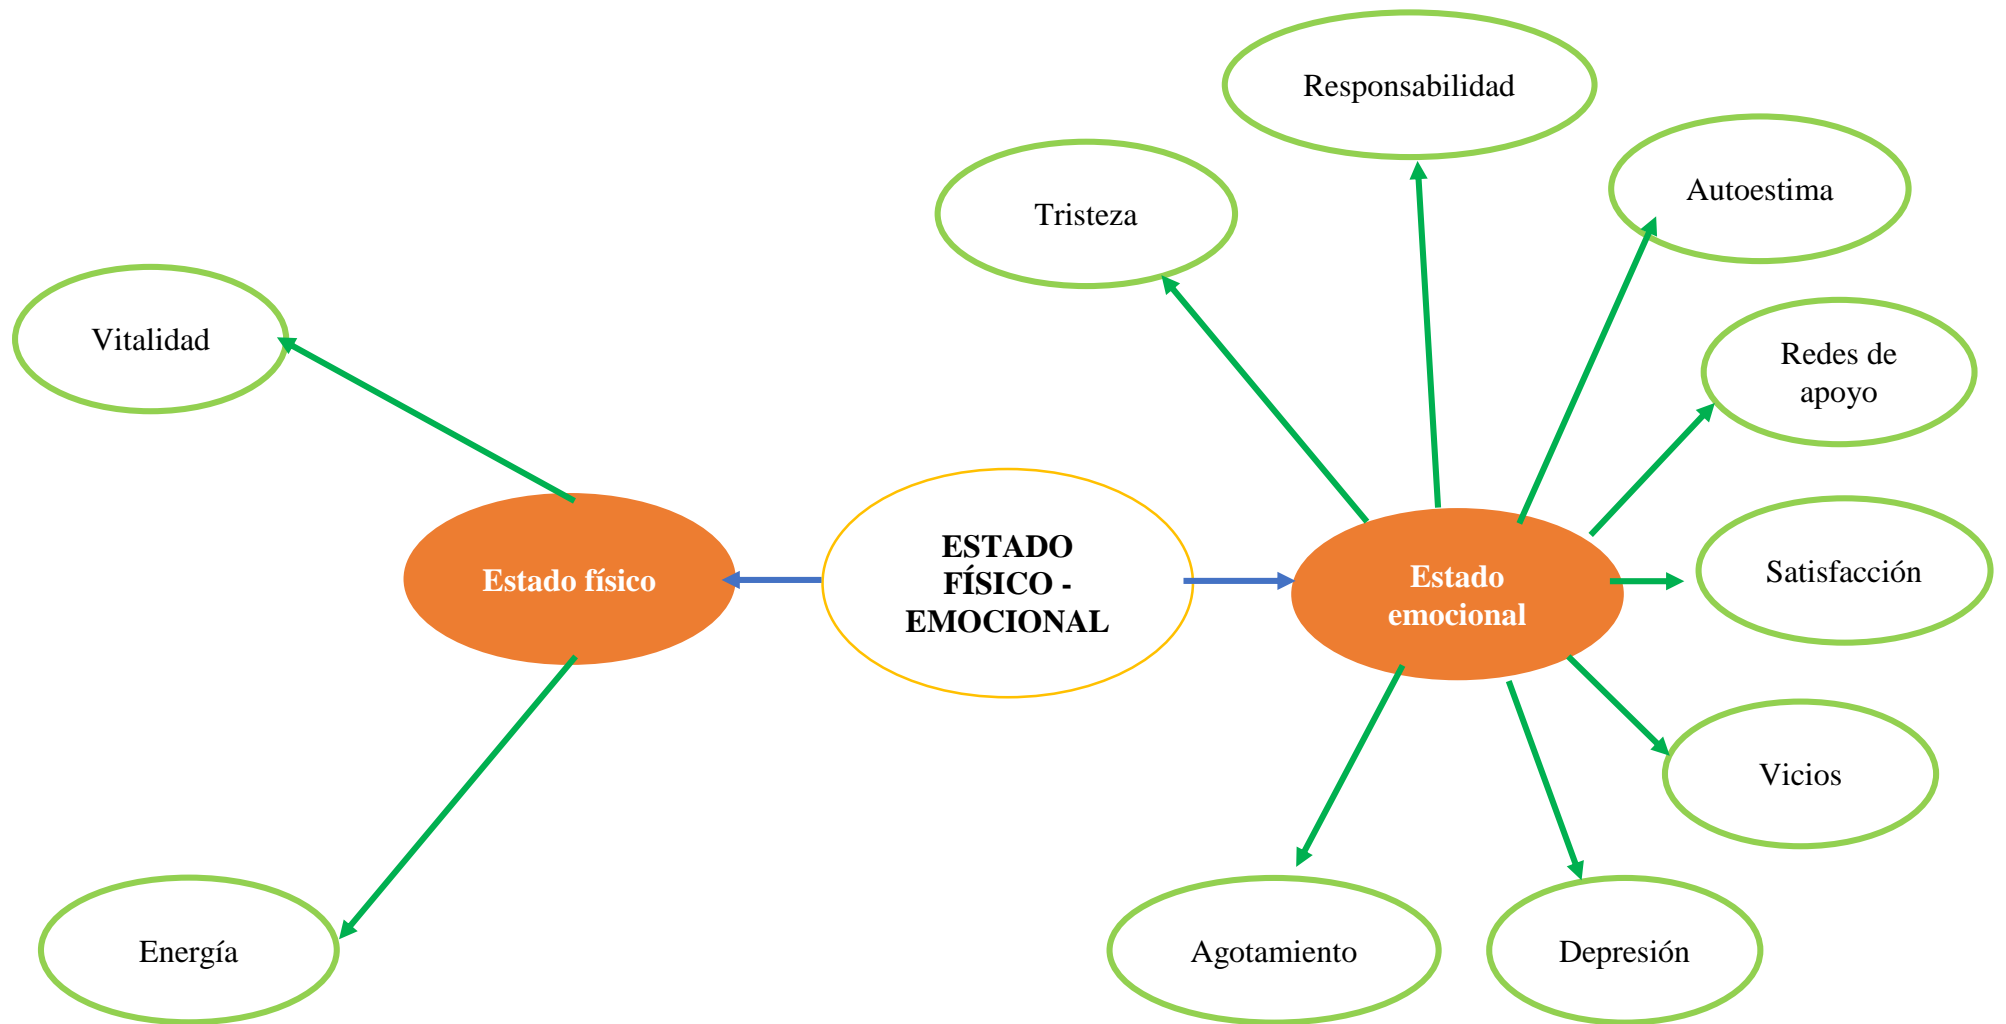 Responsabilidad
Autoestima
Tristeza
Vitalidad
Redes de
apoyo
ESTADO
FÍSICO -
EMOCIONAL
Estado físico
Estado
emocional
Satisfacción
Vicios
Energía
Agotamiento
Depresión